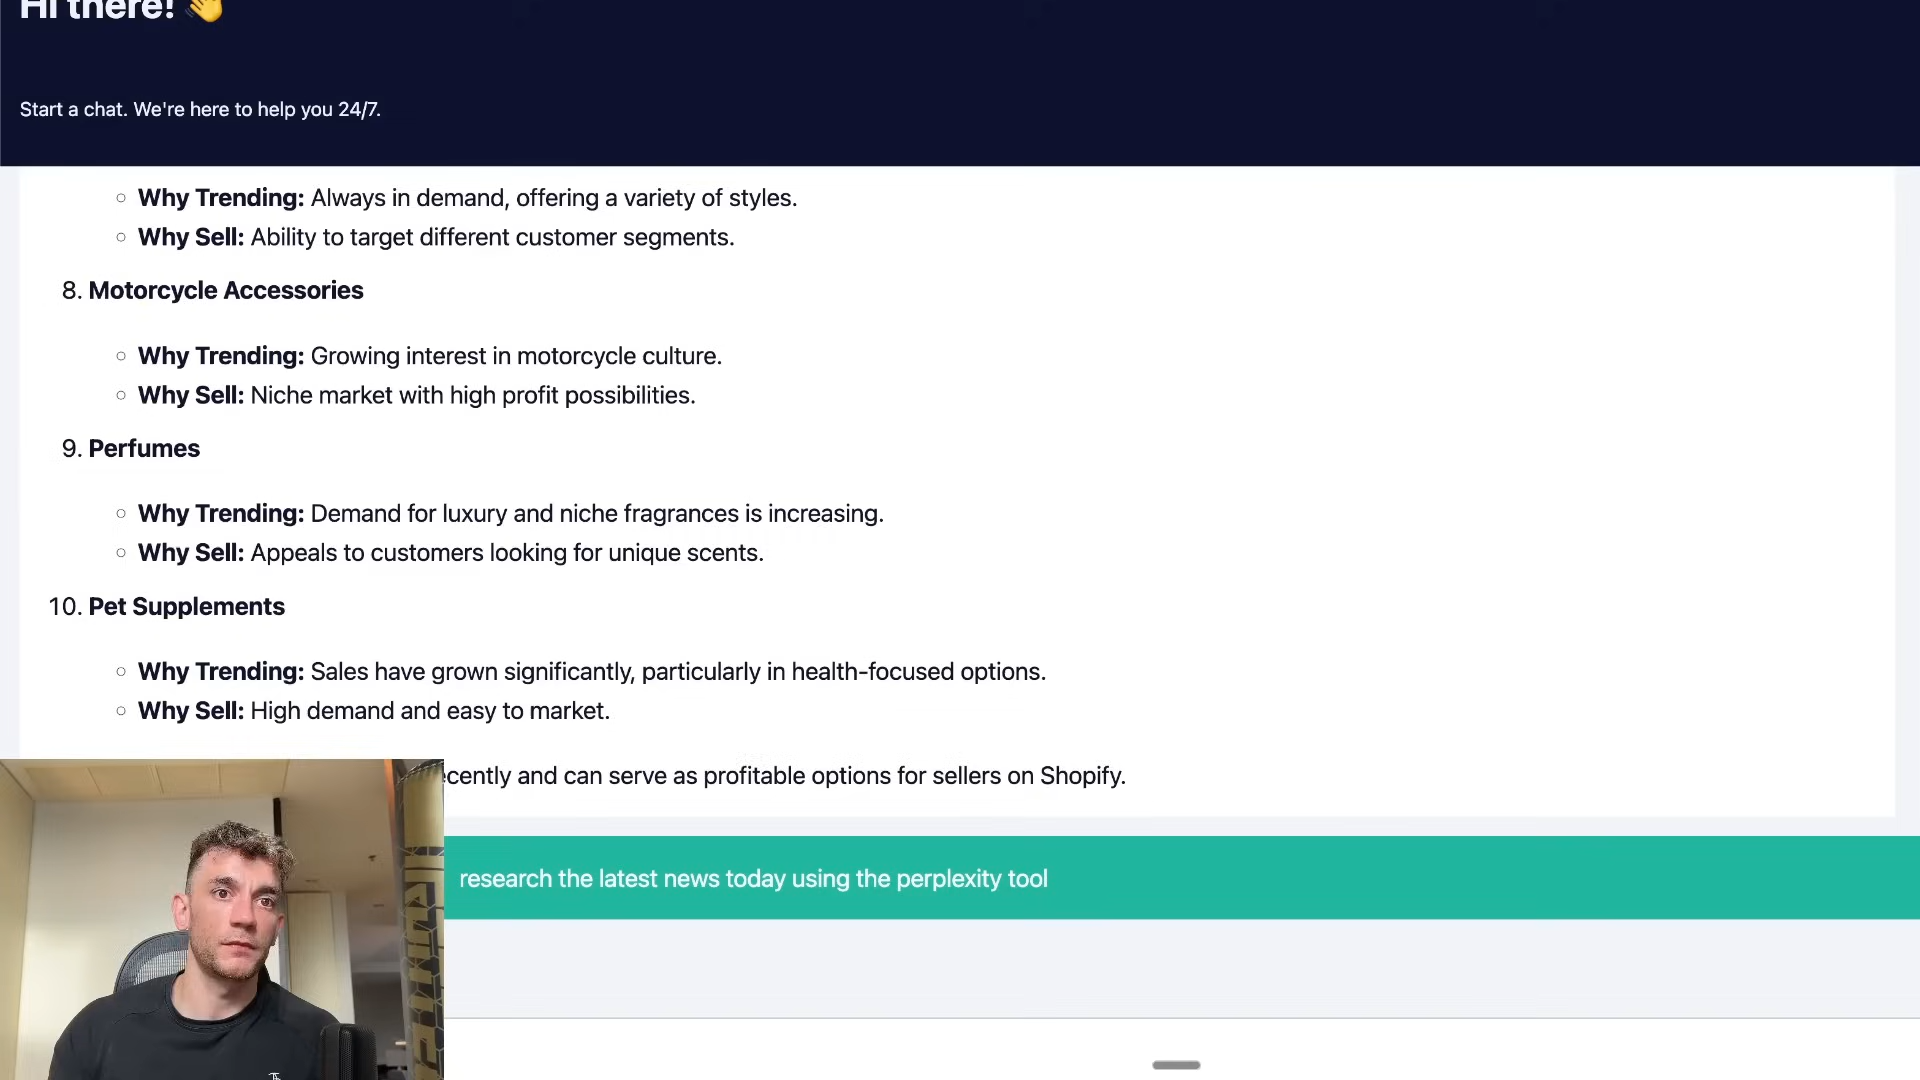 Hi there! 👋
Start a chat. We're here to help you 24/7.
◦ Why Trending: Always in demand, offering a variety of styles.
◦ Why Sell: Ability to target different customer segments.
8. Motorcycle Accessories
◦ Why Trending: Growing interest in motorcycle culture.
◦ Why Sell: Niche market with high profit possibilities.
9. Perfumes
◦ Why Trending: Demand for luxury and niche fragrances is increasing.
◦ Why Sell: Appeals to customers looking for unique scents.
10. Pet Supplements
◦ Why Trending: Sales have grown significantly, particularly in health-focused options.
◦ Why Sell: High demand and easy to market.
and can serve as profitable options for sellers on Shopify.
research the latest news today using the perplexity tool